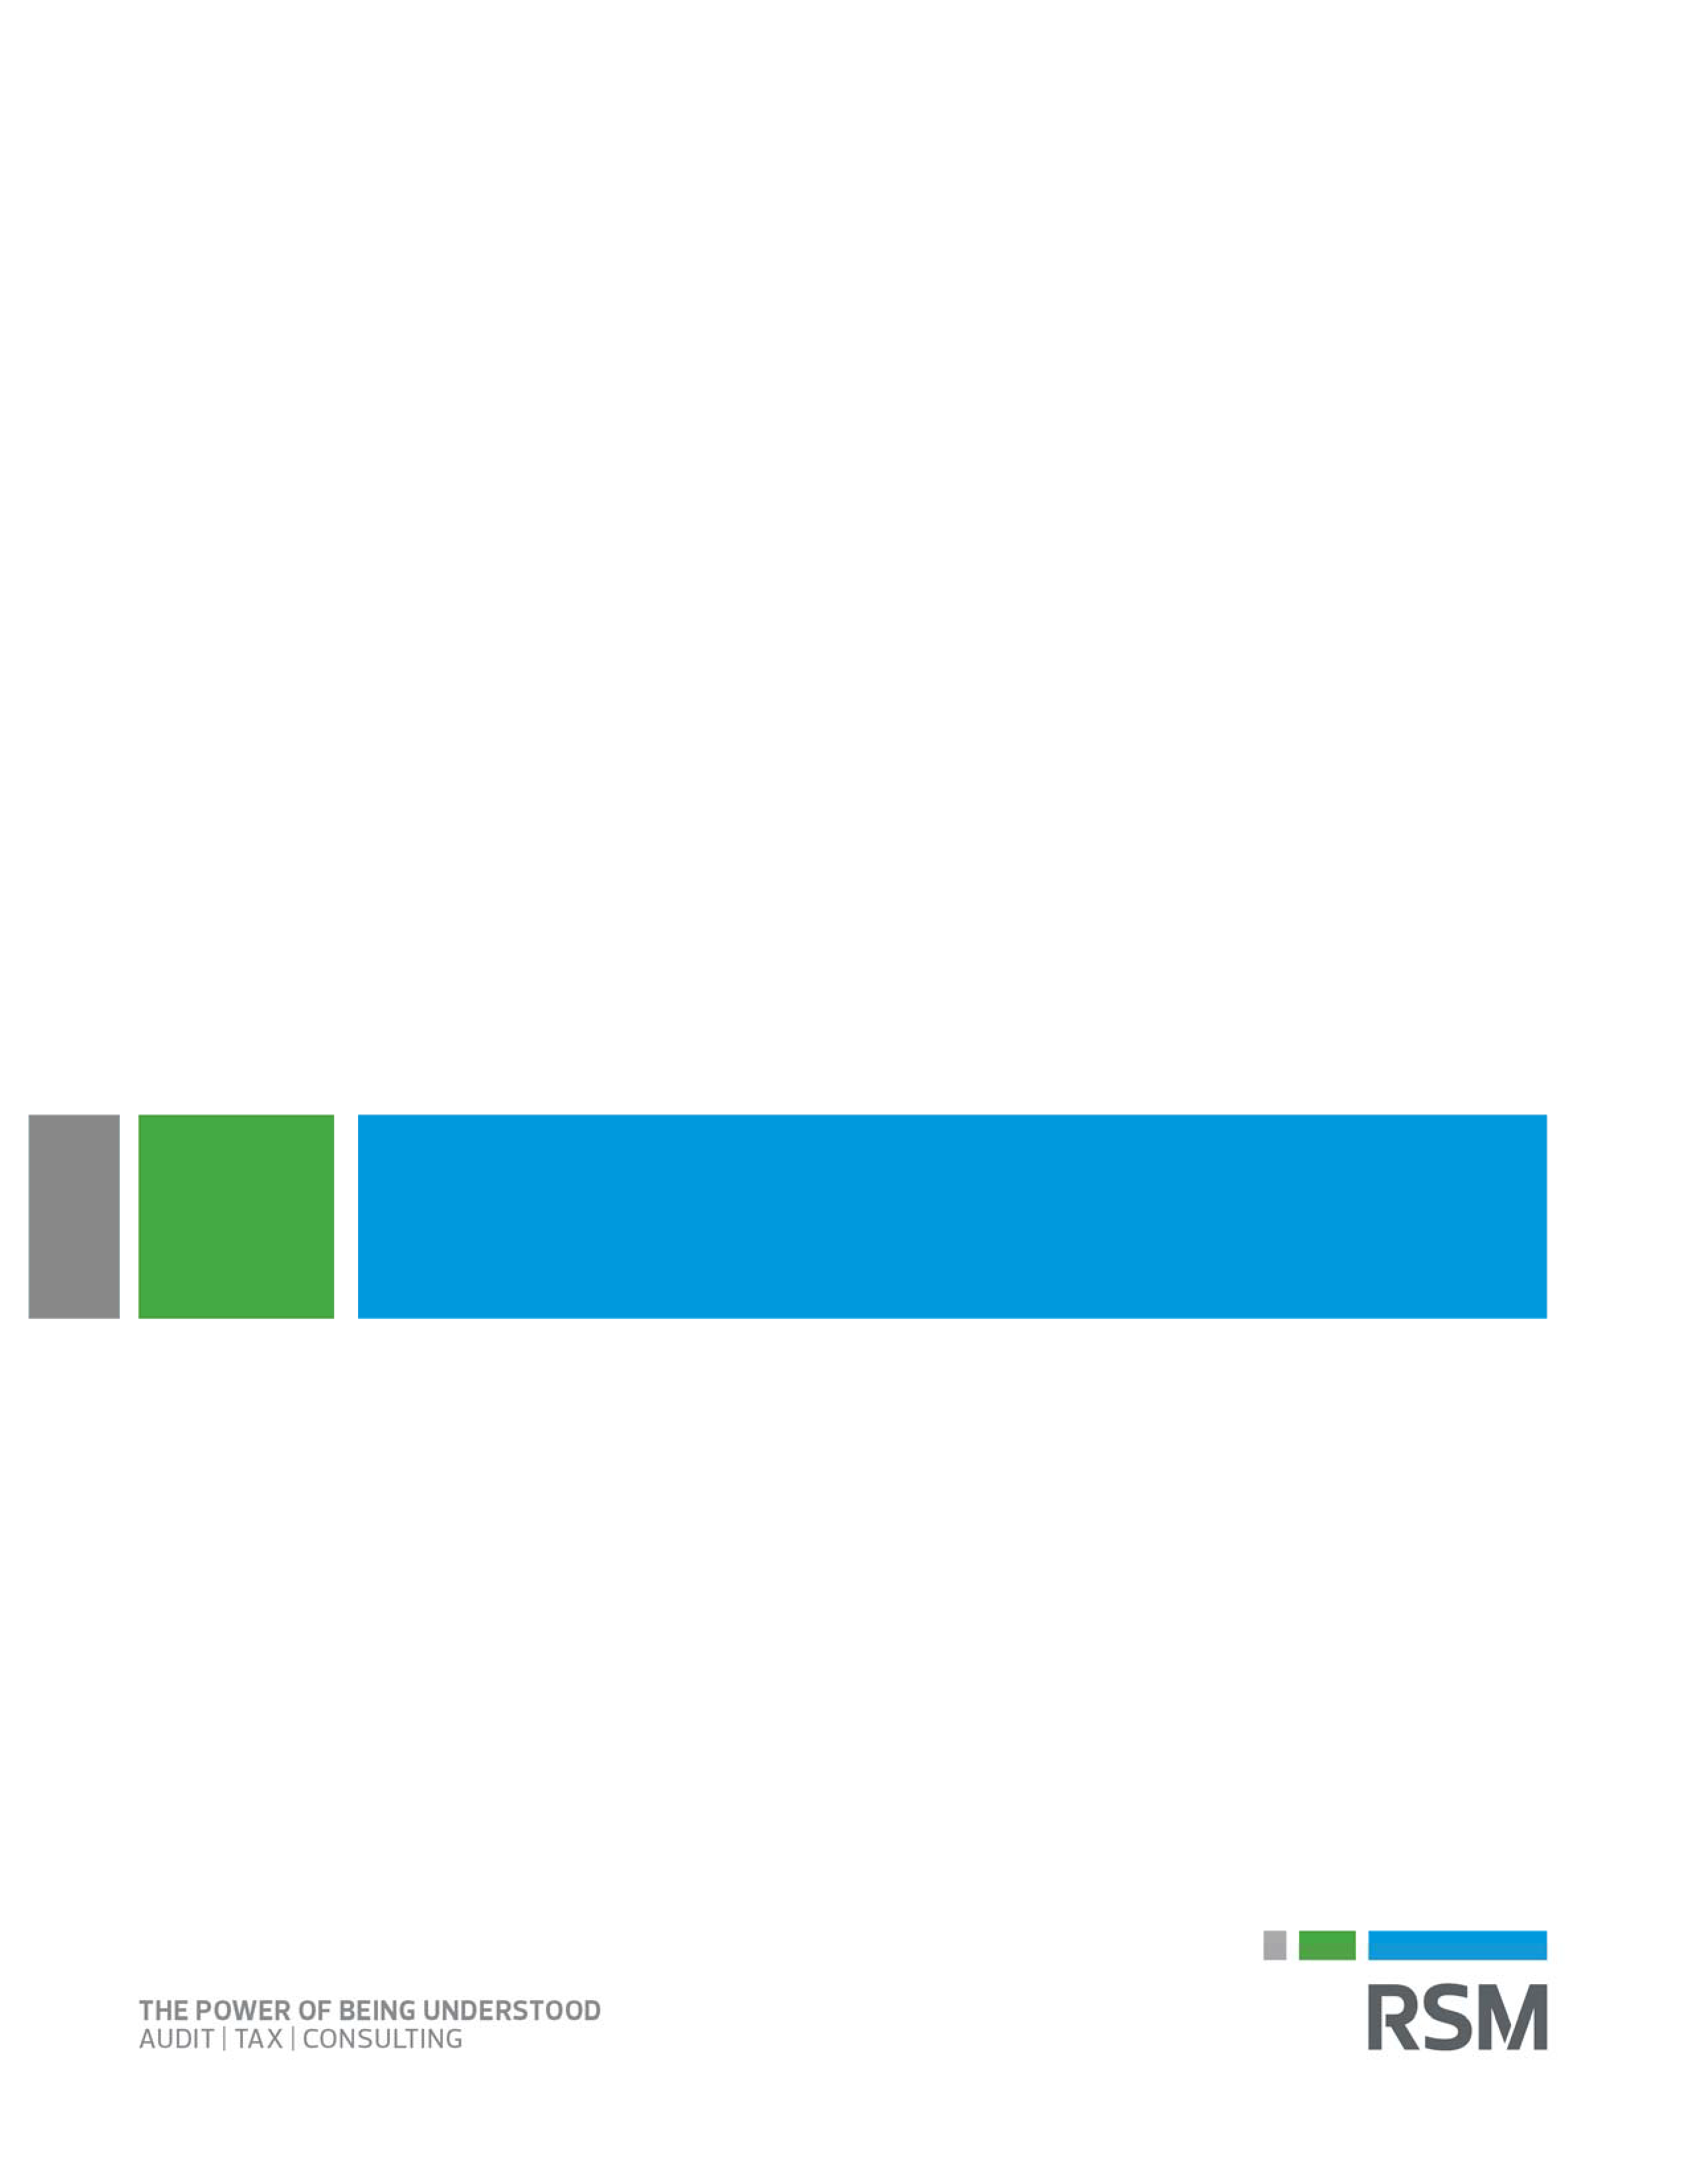 THE POWER OF BEING UNDERSTOOD
AUDIT | TAX | CONSULTING
RSM